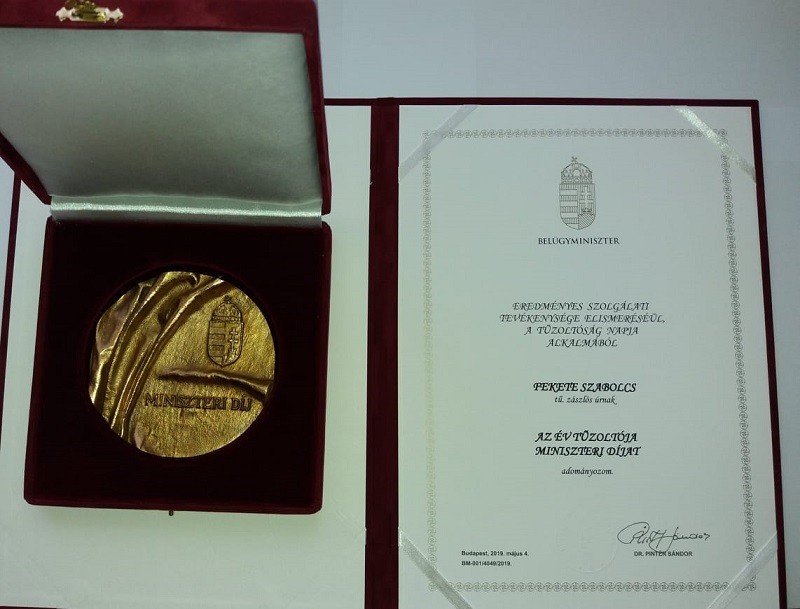 MINISZTERI DÍJ
BELÜGYMINISZTER
EREDMÉNYES SZOLGÁLATI
TEVÉKENYSÉGE ELISMERÉSÉÜL,
A TŰZOLTÓSÁG NAPJA
ALKALMÁBÓL
FEKETE SZABOLCS
tű. zászlós úrnak
AZ ÉV TŰZOLTÓJA
MINISZTERI DÍJAT
adományozom.
Budapest, 2019. május 4.
BM-001/4049/2019.
DR. PINTÉR SÁNDOR